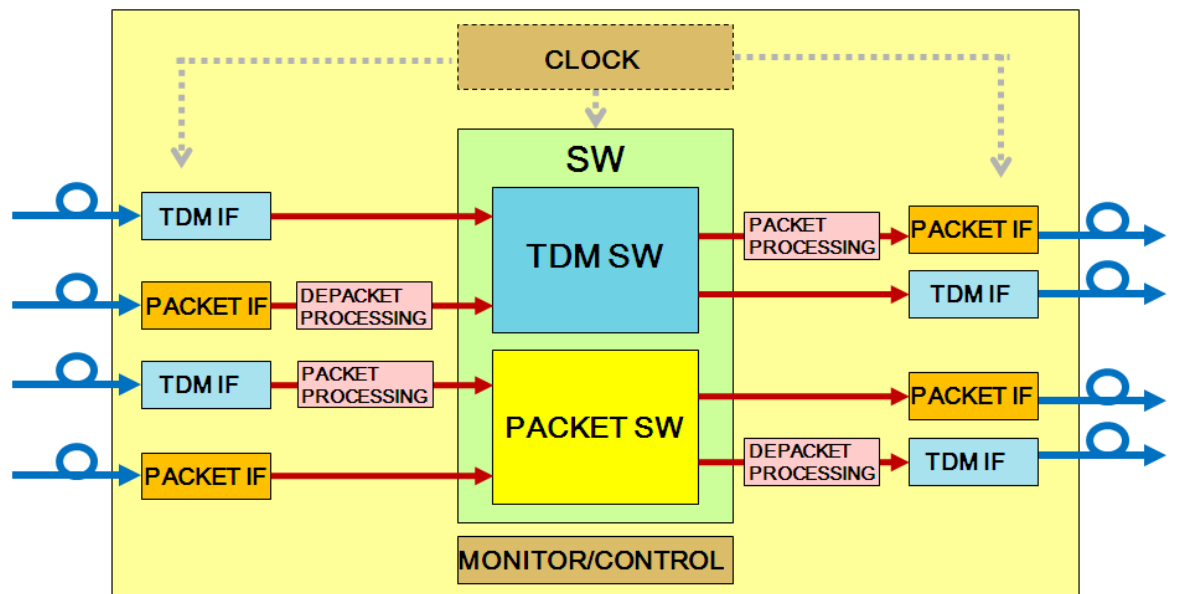 CLOCK
SW
TDM IF
TDM SW
PACKET
PROCESSING
PACKET IF
PACKET IF
DEPACKET
PROCESSING
TDM IF
TDM IF
PACKET
PROCESSING
PACKET SW
PACKET IF
PACKET IF
DEPACKET
PROCESSING
TDM IF
MONITOR/CONTROL